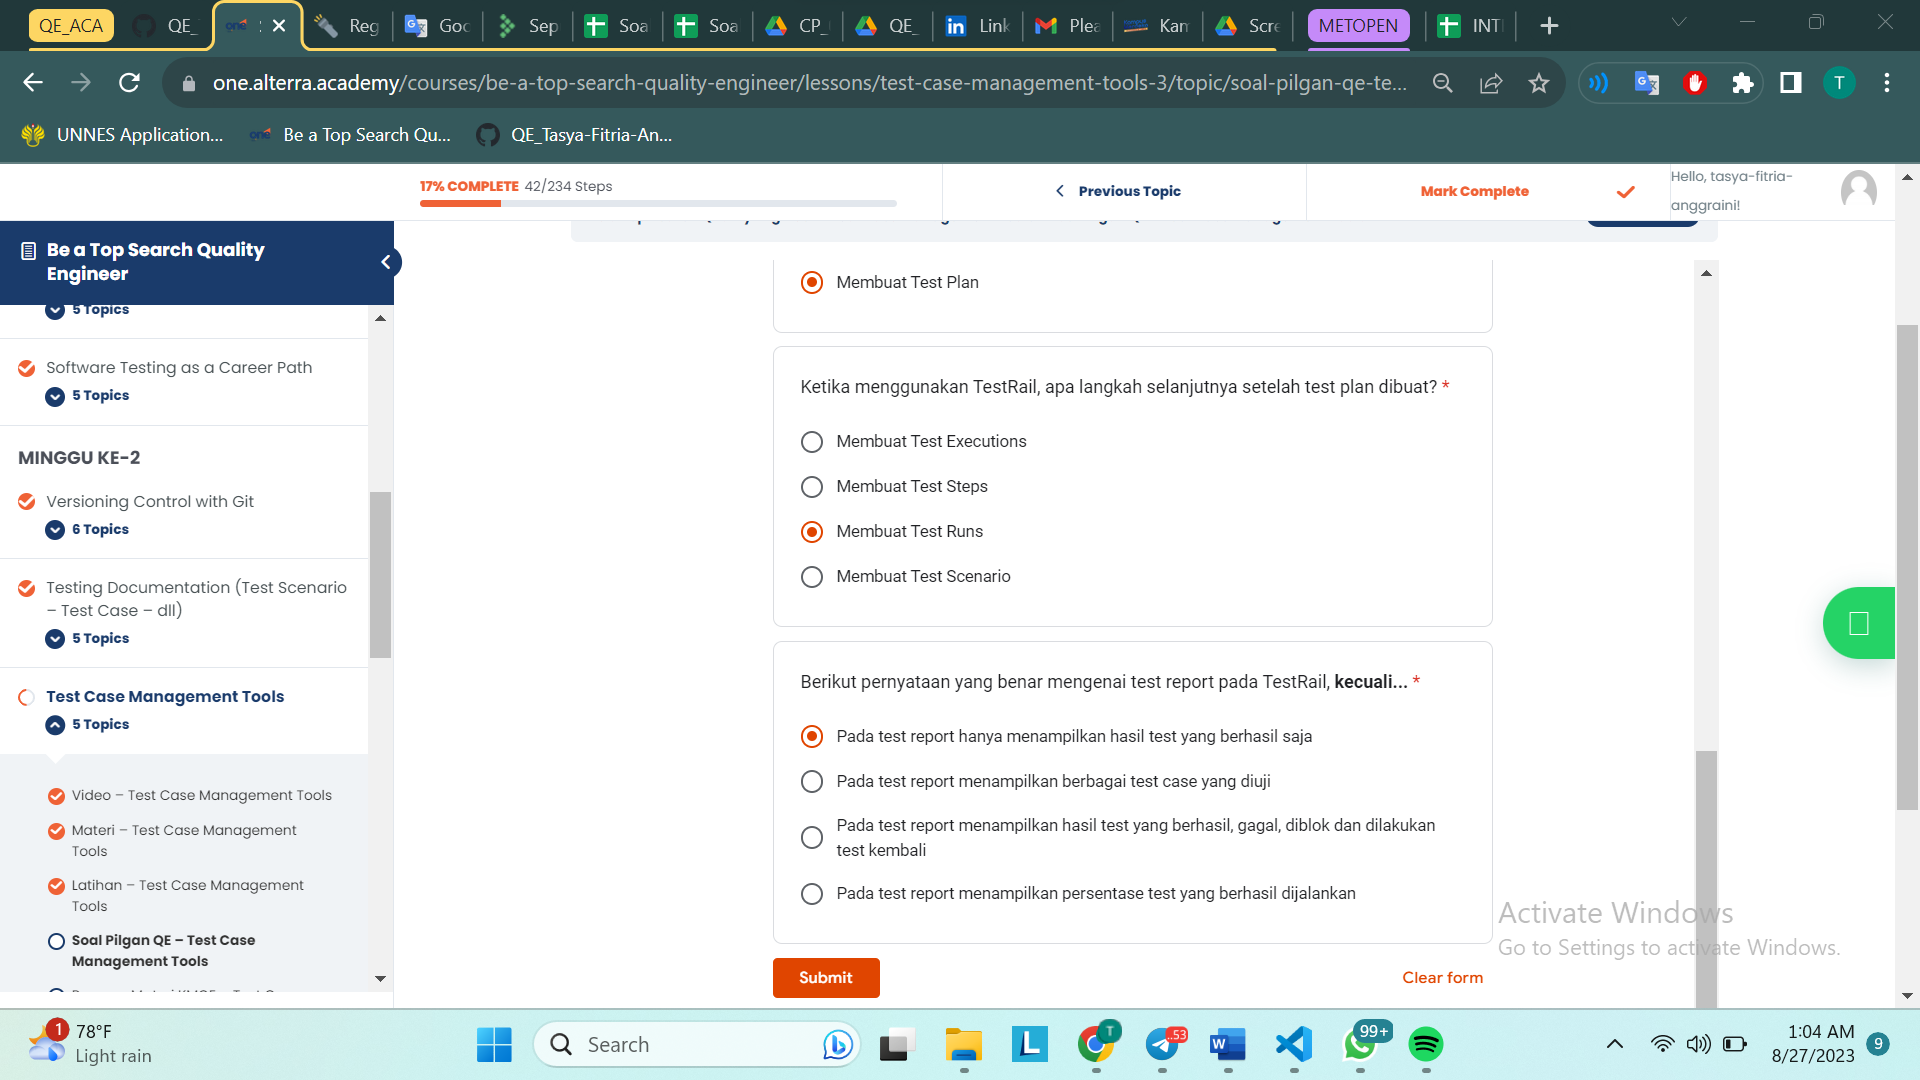 QE_ACA
QE_
Reg
Goo
Sep
Soa
Soa
CP_
QE_
Link
Plea
Kan
Scre
METOPEN
INTI
one.alterra.academy/courses/be-a-top-search-quality-engineer/lessons/test-case-management-tools-3/topic/soal-pilgan-qe-te...
T
UNNES Application...
one
Be a Top Search Qu...
QE_Tasya-Fitria-An...
17% COMPLETE 42/234 Steps
Previous Topic
Mark Complete
Hello, tasya-fitria-
anggraini!
Be a Top Search Quality
Engineer
5 Topics
Software Testing as a Career Path
5 Topics
MINGGU KE-2
Versioning Control with Git
6 Topics
Testing Documentation (Test Scenario
– Test Case – dll)
5 Topics
Test Case Management Tools
5 Topics
Video – Test Case Management Tools
Materi – Test Case Management
Tools
Latihan – Test Case Management
Tools
Soal Pilgan QE – Test Case
Management Tools
Membuat Test Plan
Ketika menggunakan TestRail, apa langkah selanjutnya setelah test plan dibuat? *
Membuat Test Executions
Membuat Test Steps
Membuat Test Runs
Membuat Test Scenario
Berikut pernyataan yang benar mengenai test report pada TestRail, kecuali... *
Pada test report hanya menampilkan hasil test yang berhasil saja
Pada test report menampilkan berbagai test case yang diuji
Pada test report menampilkan hasil test yang berhasil, gagal, diblok dan dilakukan
test kembali
Pada test report menampilkan persentase test yang berhasil dijalankan
Submit
Clear form
Activate Windows
Go to Settings to activate Windows.
1
78°F
Light rain
Search
L
T
.53
W
99+
1:04 AM
8/27/2023
9